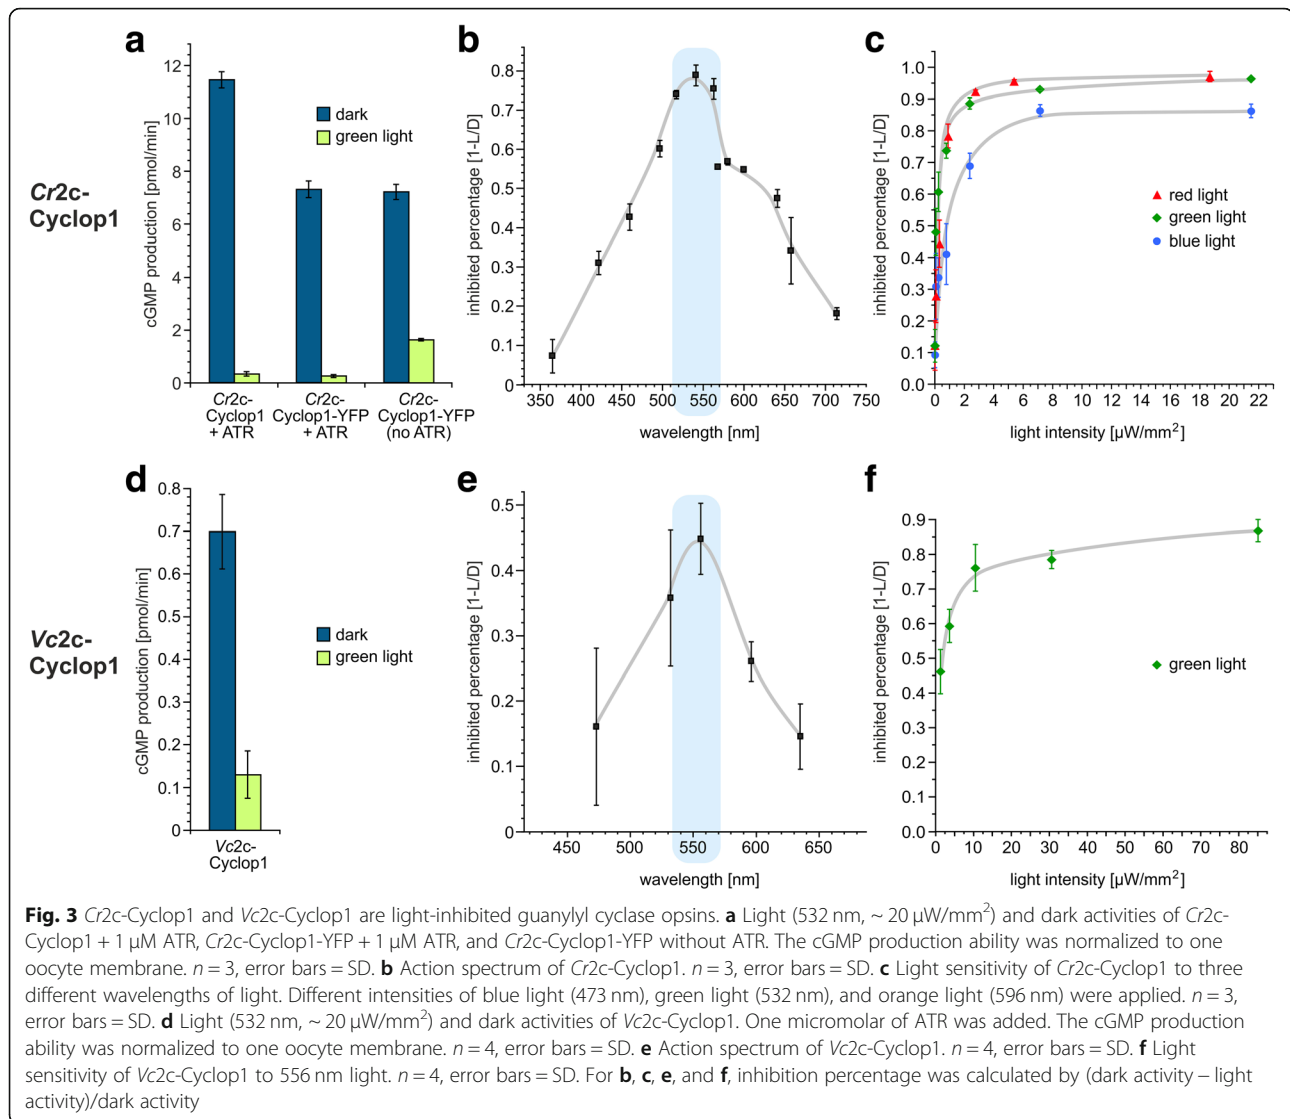 a
cGMP production [pmol/min]
12
10
8
6
4
2
0
dark
green light
Cr2c-
Cyclop1
Cr2c-
Cyclop1
+ ATR
Cr2c-
Cyclop1-YFP
+ ATR
Cr2c-
Cyclop1-YFP
(no ATR)
b
inhibited percentage [1-L/D]
0.8
0.7
0.6
0.5
0.4
0.3
0.2
0.1
0.0
350 400 450 500 550 600 650 700 750
wavelength [nm]
c
inhibited percentage [1-L/D]
1.0
0.9
0.8
0.7
0.6
0.5
0.4
0.3
0.2
0.1
0.0
red light
green light
blue light
0 2 4 6 8 10 12 14 16 18 20 22
light intensity [µW/mm²]
d
cGMP production [pmol/min]
0.8
0.7
0.6
0.5
0.4
0.3
0.2
0.1
0
dark
green light
Vc2c-
Cyclop1
Vc2c-
Cyclop1
e
inhibited percentage [1-L/D]
0.5
0.4
0.3
0.2
0.1
0
450 500 550 600 650
wavelength [nm]
f
inhibited percentage [1-L/D]
0.9
0.8
0.7
0.6
0.5
0.4
0.3
0.2
0.1
0.0
green light
0 10 20 30 40 50 60 70 80
light intensity [µW/mm²]
Fig. 3 Cr2c-Cyclop1 and Vc2c-Cyclop1 are light-inhibited guanylyl cyclase opsins. a Light (532 nm, ~ 20 µW/mm²) and dark activities of Cr2c-
Cyclop1 + 1 µM ATR, Cr2c-Cyclop1-YFP + 1 µM ATR, and Cr2c-Cyclop1-YFP without ATR. The cGMP production ability was normalized to one
oocyte membrane. n = 3, error bars = SD. b Action spectrum of Cr2c-Cyclop1. n = 3, error bars = SD. c Light sensitivity of Cr2c-Cyclop1 to three
different wavelengths of light. Different intensities of blue light (473 nm), green light (532 nm), and orange light (596 nm) were applied. n = 3,
error bars = SD. d Light (532 nm, ~ 20 µW/mm²) and dark activities of Vc2c-Cyclop1. One micromolar of ATR was added. The cGMP production
ability was normalized to one oocyte membrane. n = 4, error bars = SD. e Action spectrum of Vc2c-Cyclop1. n = 4, error bars = SD. f Light
sensitivity of Vc2c-Cyclop1 to 556 nm light. n = 4, error bars = SD. For b, c, e, and f, inhibition percentage was calculated by (dark activity – light
activity)/dark activity